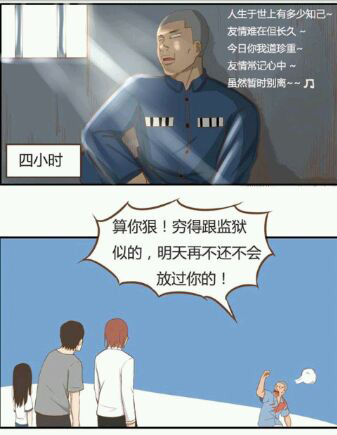 人生于世上有多少知己~
友情难在但长久 ~
今日你我道珍重~
友情常记心中 ~
虽然暂时别离~~ ♫
四小时
算你狠！穷得跟监狱
似的，明天再不还不会
放过你的！